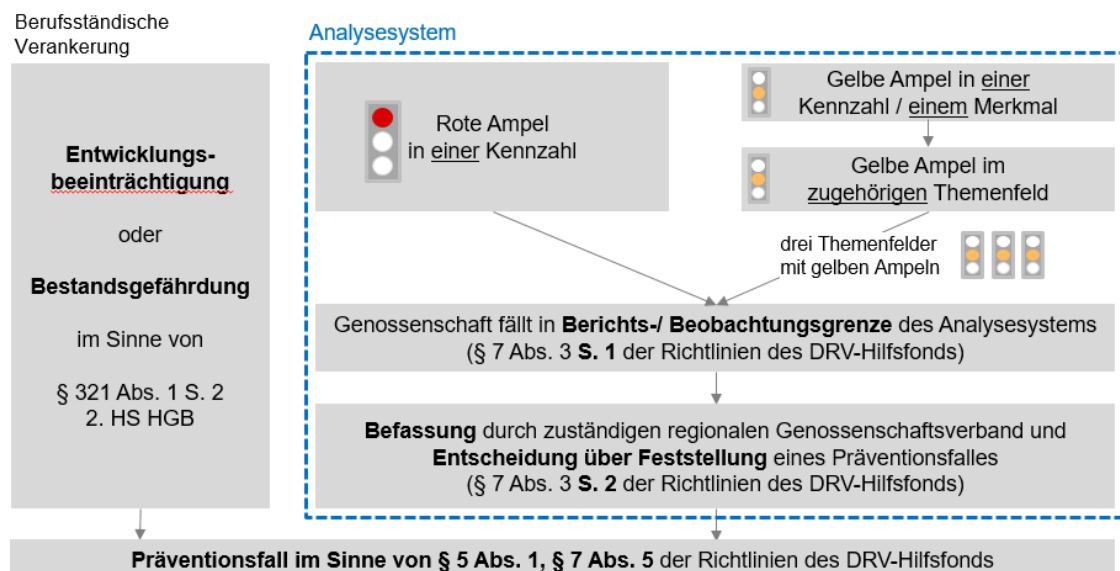 Berufsständische
Verankerung
Entwicklungs-
beeinträchtigung
oder
Bestandsgefährdung
im Sinne von
§ 321 Abs. 1 S. 2
2. HS HGB
Analysesystem
Rote Ampel
in einer Kennzahl
Gelbe Ampel in einer
Kennzahl / einem Merkmal
Gelbe Ampel im
zugehörigen Themenfeld
drei Themenfelder
mit gelben Ampeln
Genossenschaft fällt in Berichts-/ Beobachtungsgrenze des Analysesystems
(§ 7 Abs. 3 S. 1 der Richtlinien des DRV-Hilfsfonds)
Befassung durch zuständigen regionalen Genossenschaftsverband und
Entscheidung über Feststellung eines Präventionsfalles
(§ 7 Abs. 3 S. 2 der Richtlinien des DRV-Hilfsfonds)
Präventionsfall im Sinne von § 5 Abs. 1, § 7 Abs. 5 der Richtlinien des DRV-Hilfsfonds